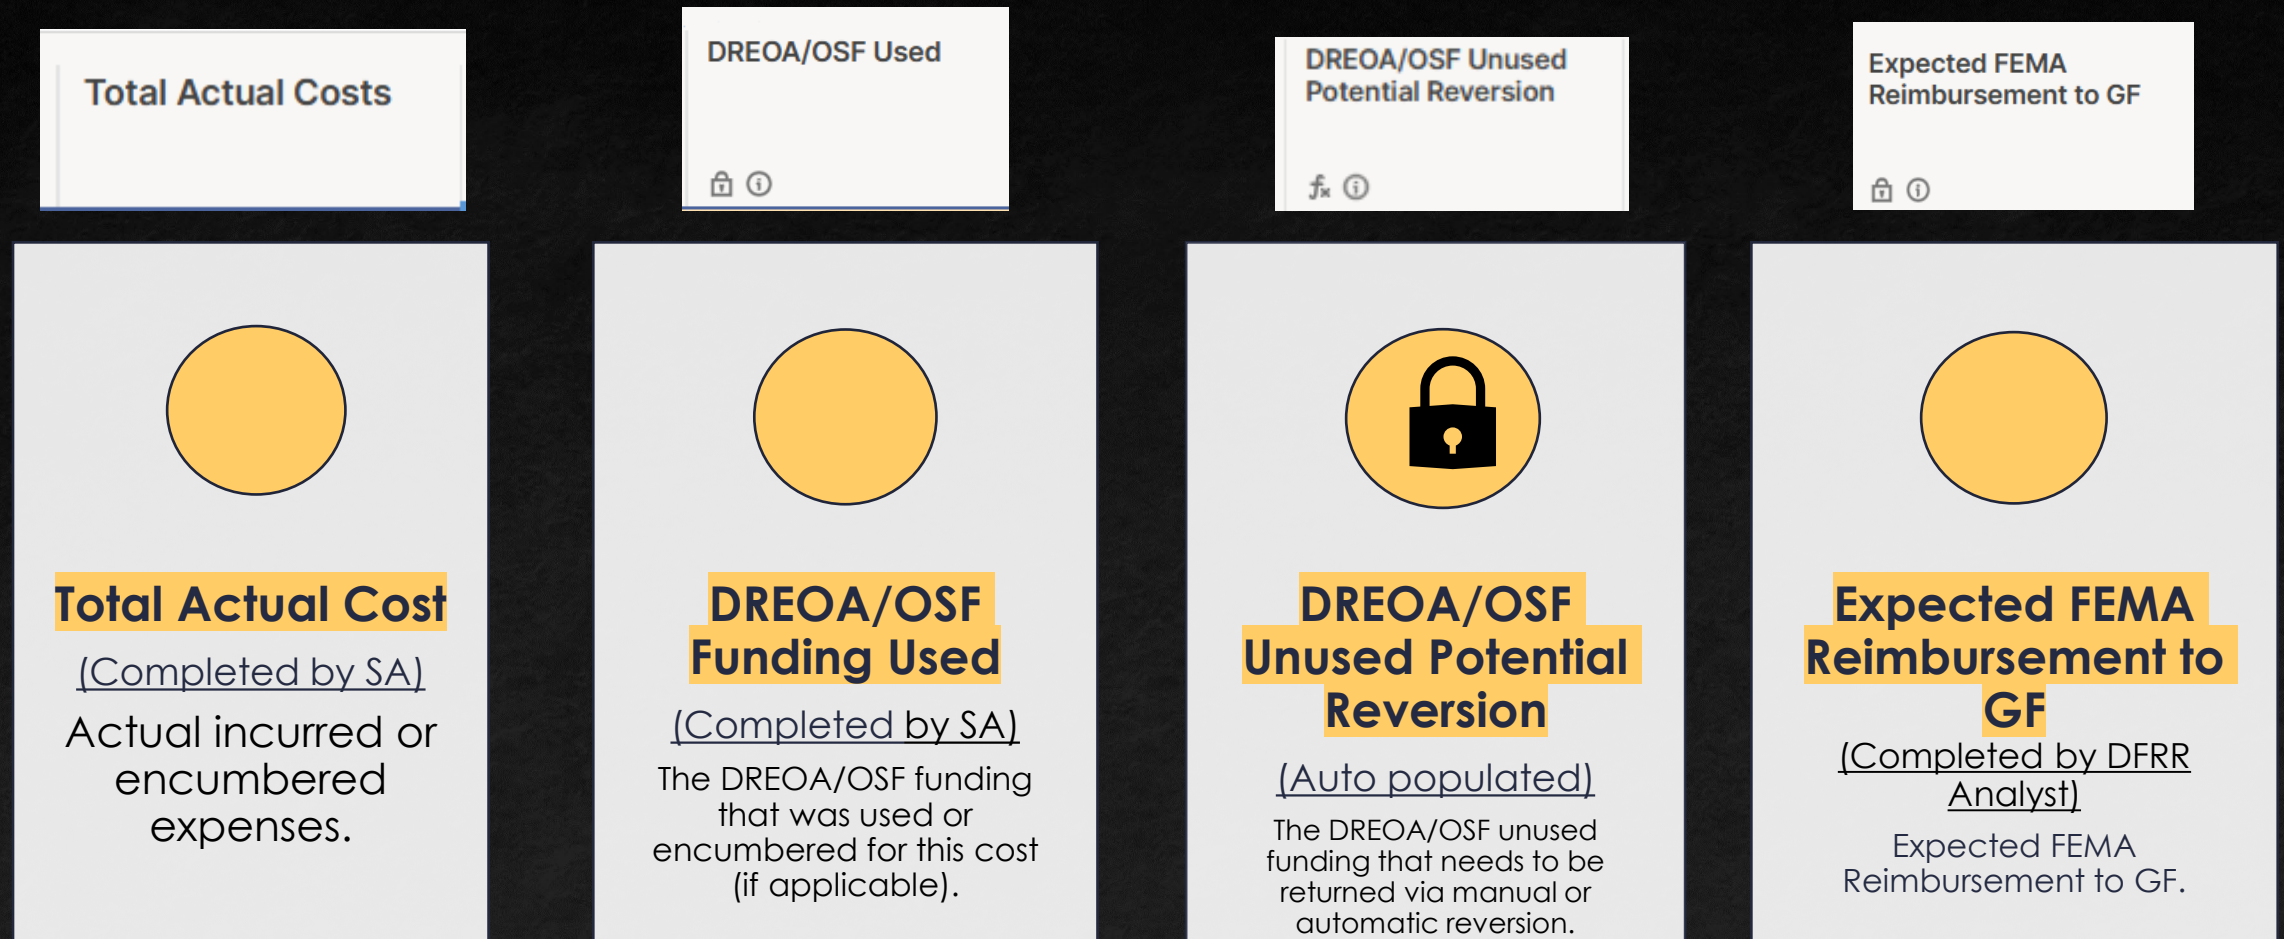 Total Actual Costs
DREOA/OSF Used
DREOA/OSF Unused
Potential Reversion
Expected FEMA
Reimbursement to GF
Total Actual Cost
(Completed by SA)
Actual incurred or
encumbered
expenses.
DREOA/OSF
Funding Used
(Completed by SA)
The DREOA/OSF funding
that was used or
encumbered for this cost
(if applicable).
DREOA/OSF
Unused Potential
Reversion
(Auto populated)
The DREOA/OSF unused
funding that needs to be
returned via manual or
automatic reversion.
Expected FEMA
Reimbursement to
GF
(Completed by DFRR
Analyst)
Expected FEMA
Reimbursement to GF.